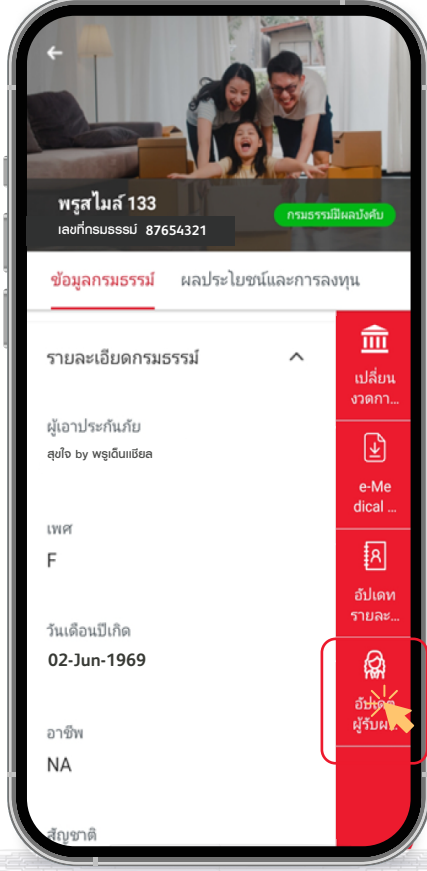 พรูสไมล์ 133
กรมธรรม์มีผลบังคับ
เลขที่กรมธรรม์ 87654321
ข้อมูลกรมธรรม์ ผลประโยชน์และการลงทุน
รายละเอียดกรมธรรม์
เปลี่ยน
งวดกา...
ผู้เอาประกันภัย
สุขใจ by พรูเด็นเชียล
e-Me
dical ...
เพศ
F
อัปเดท
รายละ...
วันเดือนปีเกิด
02-Jun-1969
อัปเดต
ผู้รับผ...
อาชีพ
NA
สัญชาติ